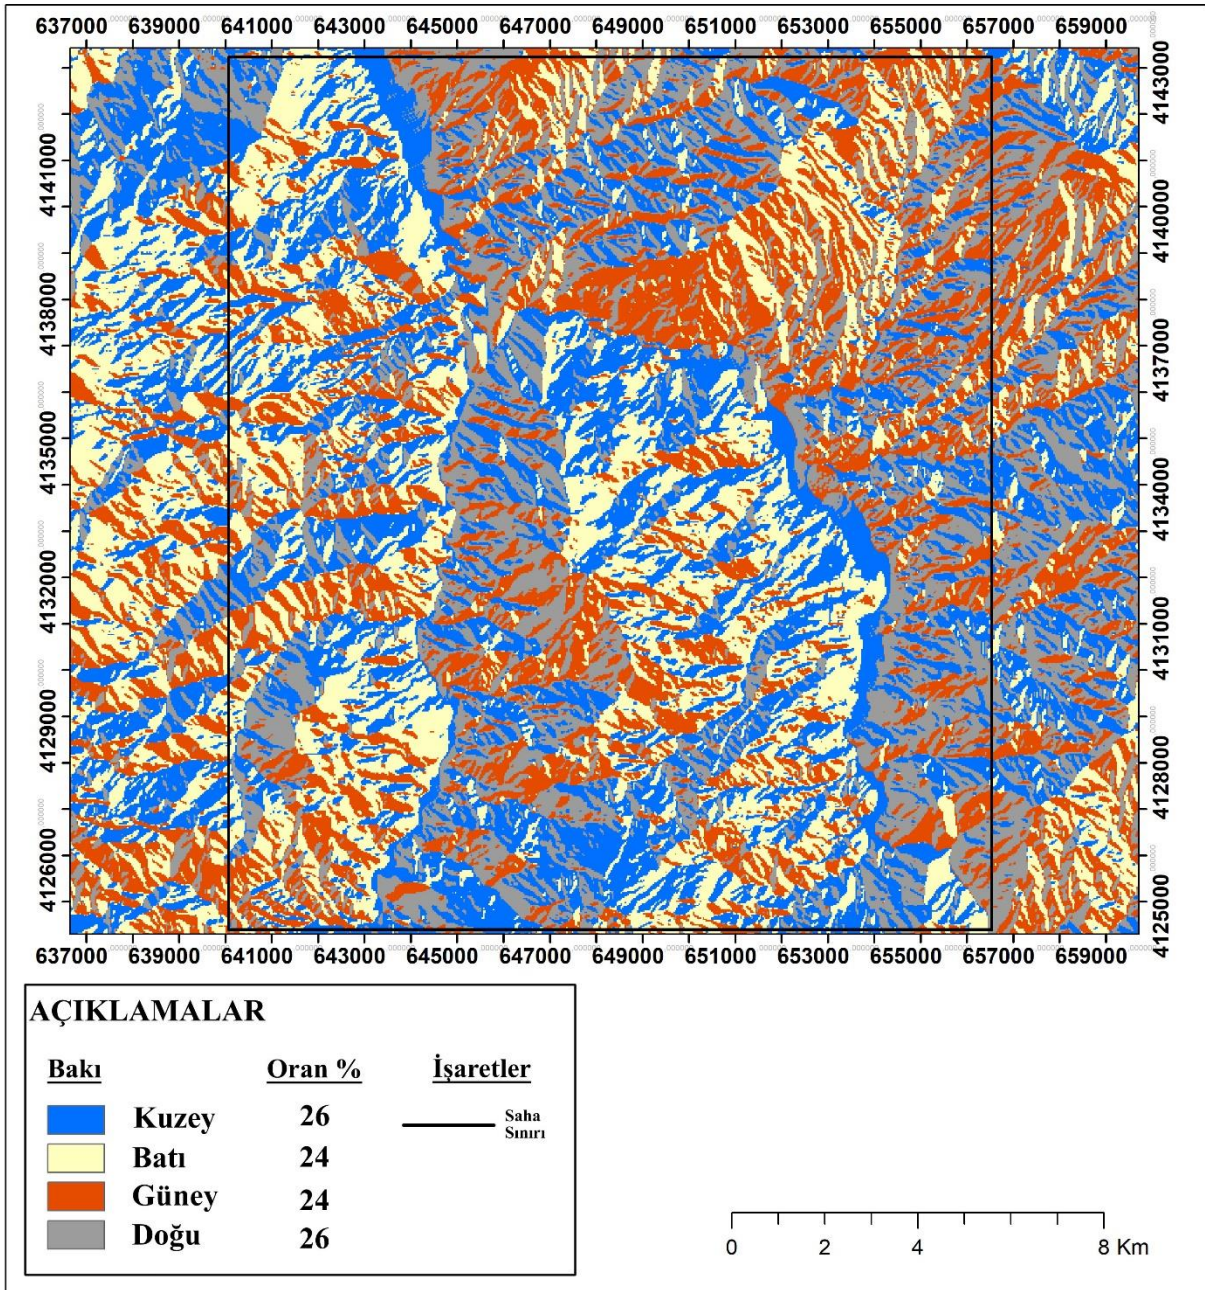 637000 639000 641000 643000 645000 647000 649000 651000 653000 655000 657000 659000
4141000
4138000
4135000
4132000
4129000
4126000
4143000
4140000
4137000
4134000
4131000
4128000
4125000
637000 639000 641000 643000 645000 647000 649000 651000 653000 655000 657000 659000
AÇIKLAMALAR
Bakı Oran % İşaretler
Kuzey 26 Saha
Sınırı
Batı 24
Güney 24
Doğu 26
0 2 4 8 Km